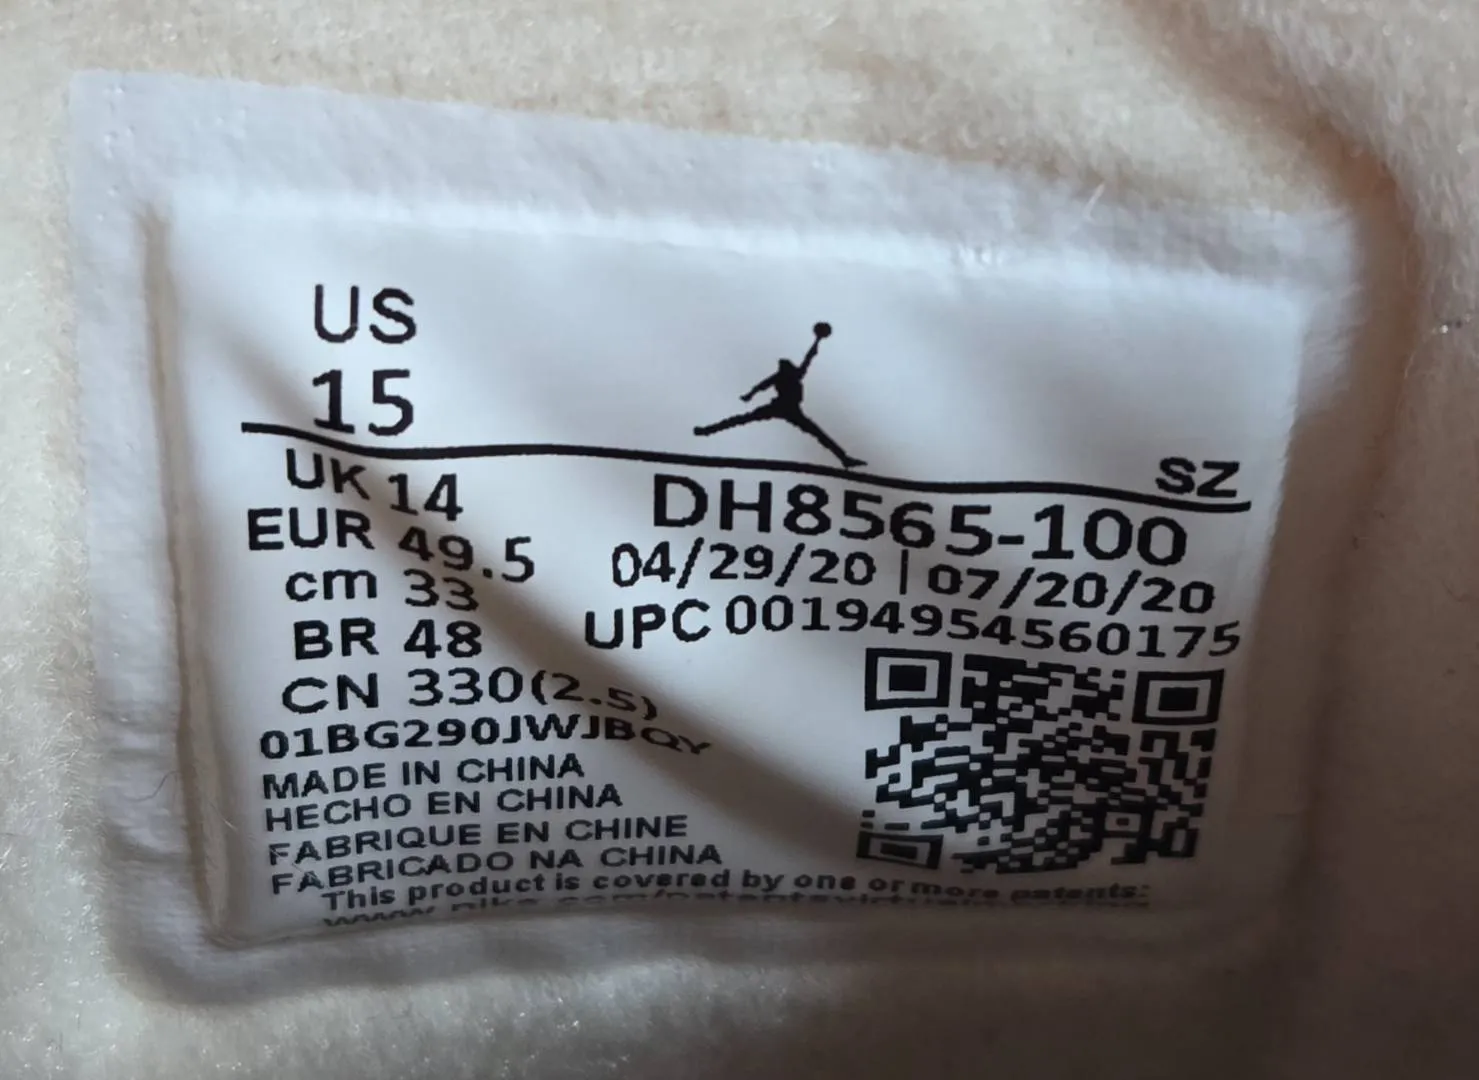 US
15
SZ
UK 14
EUR 49.5
cm 33
BR 48
CN 330(2.5)
01BG290JWJBQY
MADE IN CHINA
HECHO EN CHINA
FABRIQUE EN CHINE
FABRICADO NA CHINA
DH8565-100
04/29/20 | 07/20/20
UPC 00194954560175
This product is covered by one or more patents: